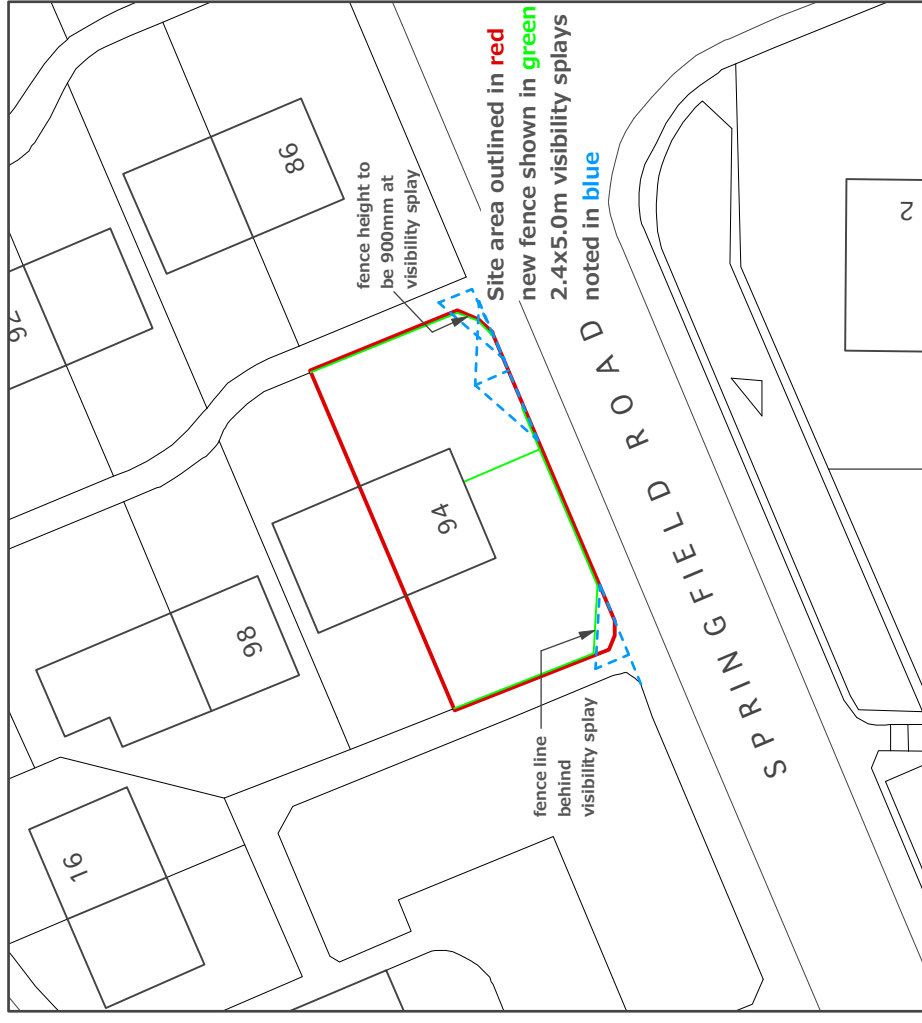 92
86
fence height to
be 900mm at
visibility splay
Site area outlined in red
new fence shown in green
2.4x5.0m visibility splays
noted in blue
94
98
16
2
fence line
behind
visibility splay
SPRINGFIELD ROAD